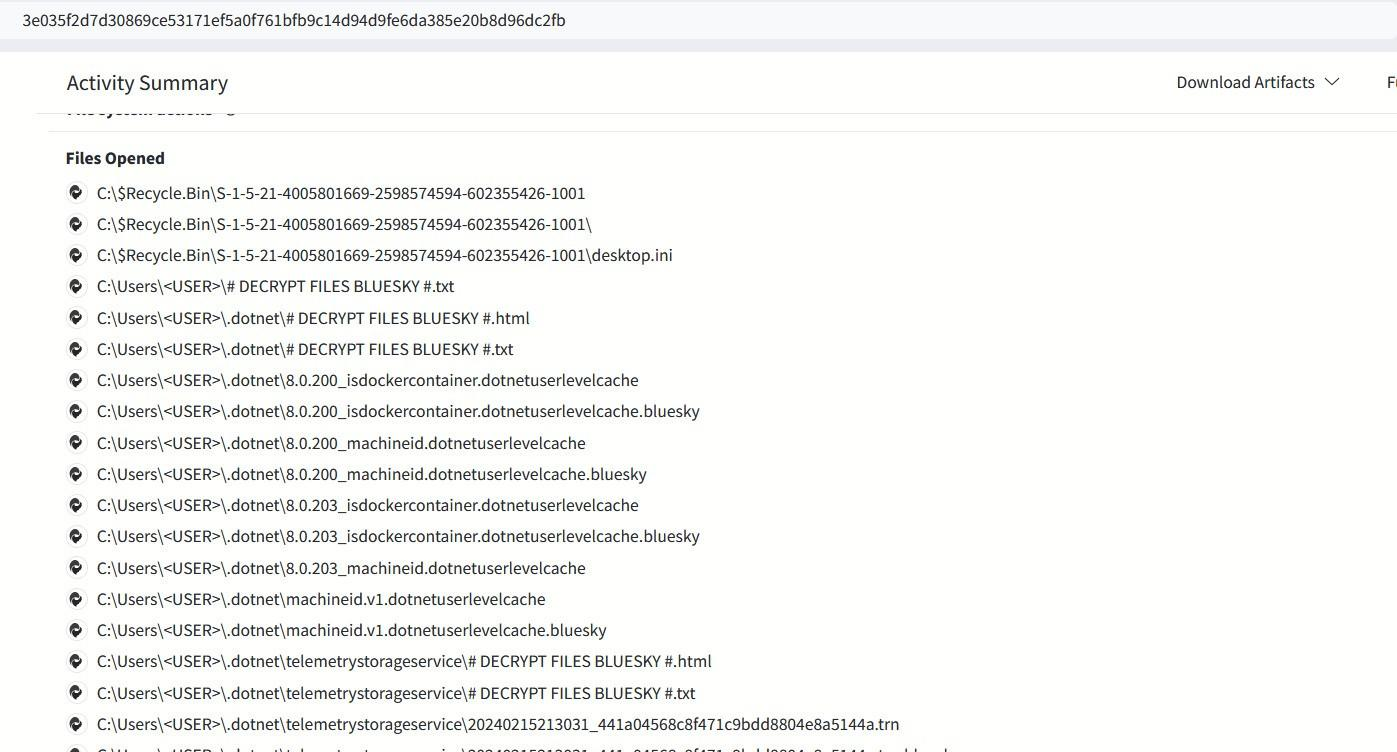 3e035f2d7d30869ce53171ef5a0f761bfb9c14d94d9fe6da385e20b8d96dc2fb
Activity Summary
Download Artifacts
Files Opened
C:\$Recycle.Bin\S-1-5-21-4005801669-2598574594-602355426-1001
C:\$Recycle.Bin\S-1-5-21-4005801669-2598574594-602355426-1001\
C:\$Recycle.Bin\S-1-5-21-4005801669-2598574594-602355426-1001\desktop.ini
C:\Users\<USER>\# DECRYPT FILES BLUESKY #.txt
C:\Users\<USER>\.dotnet\# DECRYPT FILES BLUESKY #.html
C:\Users\<USER>\.dotnet\# DECRYPT FILES BLUESKY #.txt
C:\Users\<USER>\.dotnet\8.0.200_isdockercontainer.dotnetuserlevelcache
C:\Users\<USER>\.dotnet\8.0.200_isdockercontainer.dotnetuserlevelcache.bluesky
C:\Users\<USER>\.dotnet\8.0.200_machineid.dotnetuserlevelcache
C:\Users\<USER>\.dotnet\8.0.200_machineid.dotnetuserlevelcache.bluesky
C:\Users\<USER>\.dotnet\8.0.203_isdockercontainer.dotnetuserlevelcache
C:\Users\<USER>\.dotnet\8.0.203_isdockercontainer.dotnetuserlevelcache.bluesky
C:\Users\<USER>\.dotnet\8.0.203_machineid.dotnetuserlevelcache
C:\Users\<USER>\.dotnet\machineid.v1.dotnetuserlevelcache
C:\Users\<USER>\.dotnet\machineid.v1.dotnetuserlevelcache.bluesky
C:\Users\<USER>\.dotnet\telemetrystorageservice\# DECRYPT FILES BLUESKY #.html
C:\Users\<USER>\.dotnet\telemetrystorageservice\# DECRYPT FILES BLUESKY #.txt
C:\Users\<USER>\.dotnet\telemetrystorageservice\20240215213031_441a04568c8f471c9bdd8804e8a5144a.trn